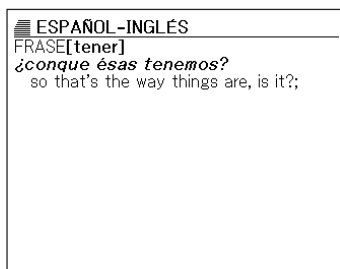 ESPAÑOL-INGLÉS
FRASE[tener]
¿conque ésas tenemos?
so that's the way things are, is it?;